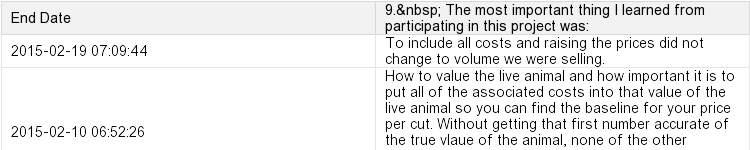 End Date
9.&nbsp; The most important thing I learned from
participating in this project was:
2015-02-19 07:09:44
To include all costs and raising the prices did not
change to volume we were selling.
How to value the live animal and how important it is to
put all of the associated costs into that value of the
live animal so you can find the baseline for your price
per cut. Without getting that first number accurate of
2015-02-10 06:52:26
the true vlaue of the animal, none of the other